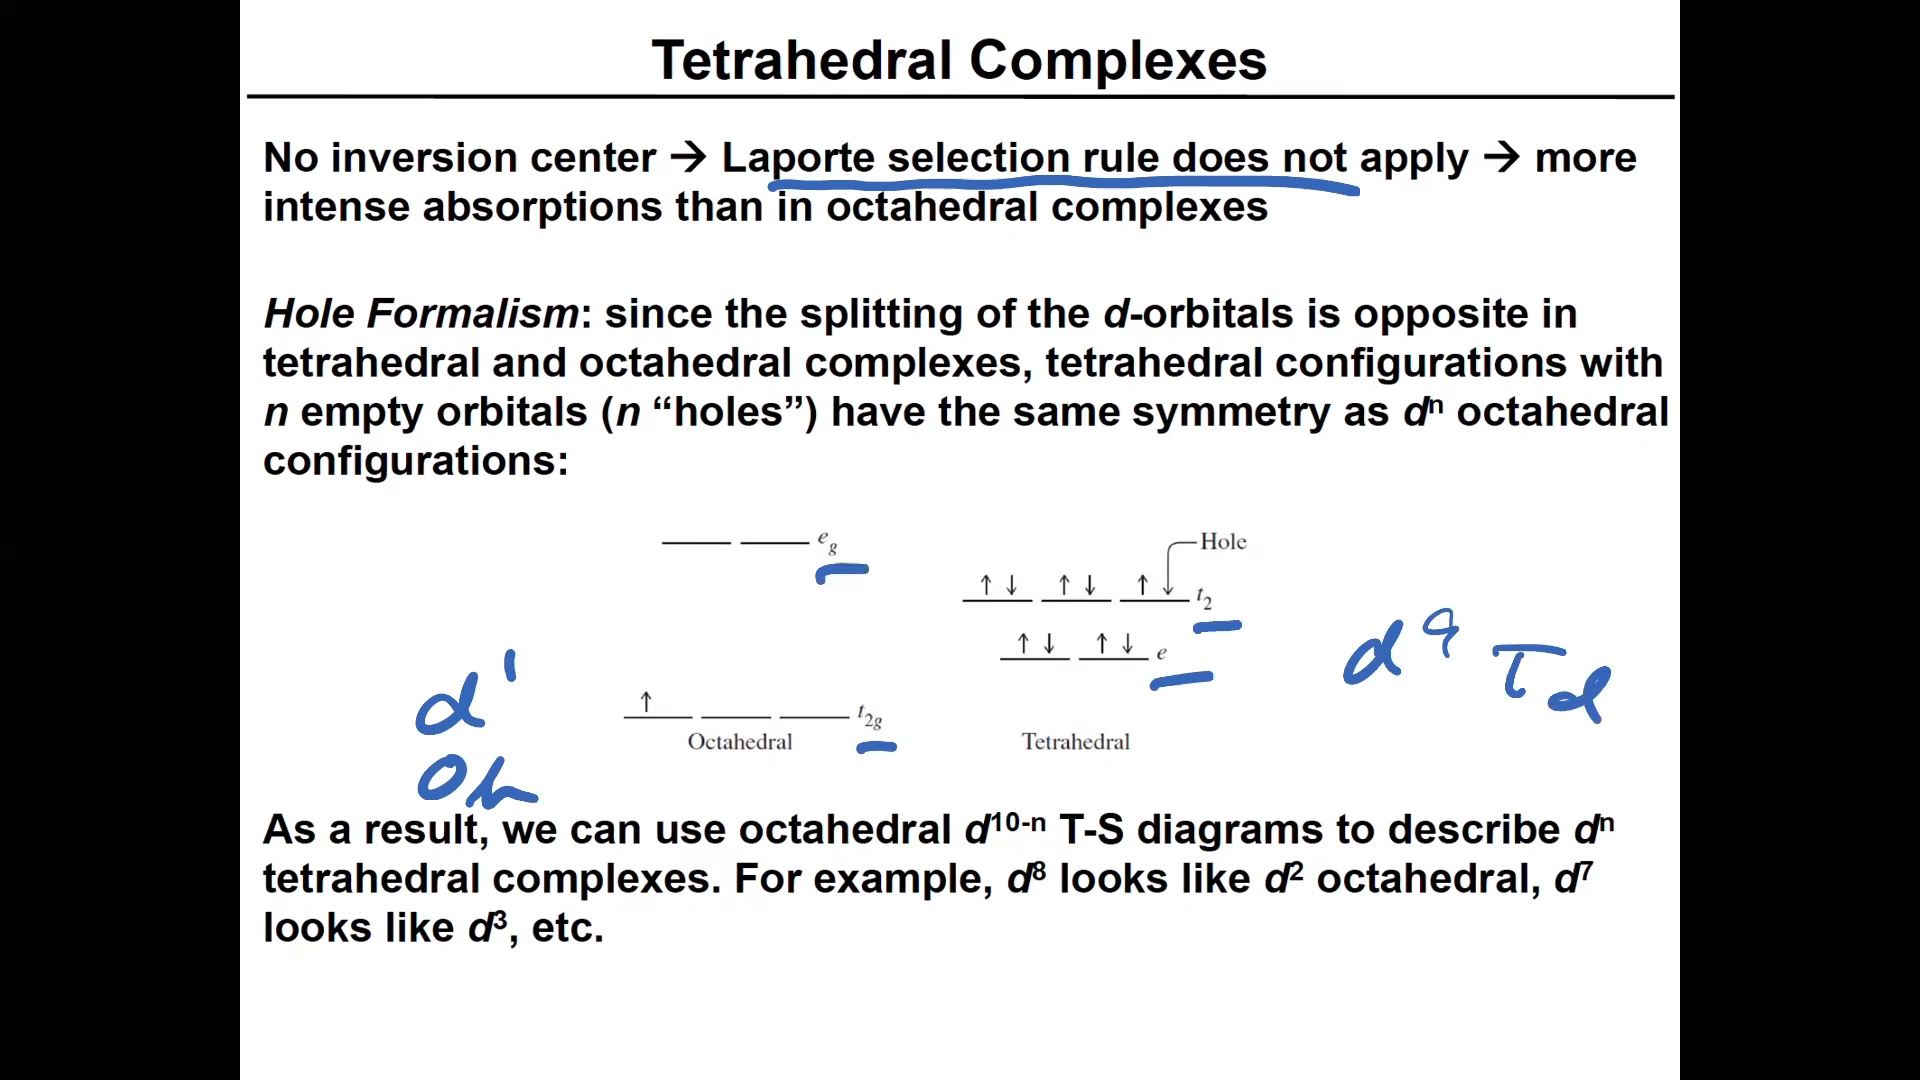 Tetrahedral Complexes
No inversion center → Laporte selection rule does not apply → more
intense absorptions than in octahedral complexes
Hole Formalism: since the splitting of the d-orbitals is opposite in
tetrahedral and octahedral complexes, tetrahedral configurations with
n empty orbitals (n “holes”) have the same symmetry as dⁿ octahedral
configurations:
e_g
Hole
↑ ↓ ↑ ↓ ↑ t₂
↑ ↓ ↑ ↓ e
d⁹ Td
d¹
↑ t₂g
Octahedral Tetrahedral
Oh
As a result, we can use octahedral d¹⁰⁻ⁿ T-S diagrams to describe dⁿ
tetrahedral complexes. For example, d⁸ looks like d² octahedral, d⁷
looks like d³, etc.